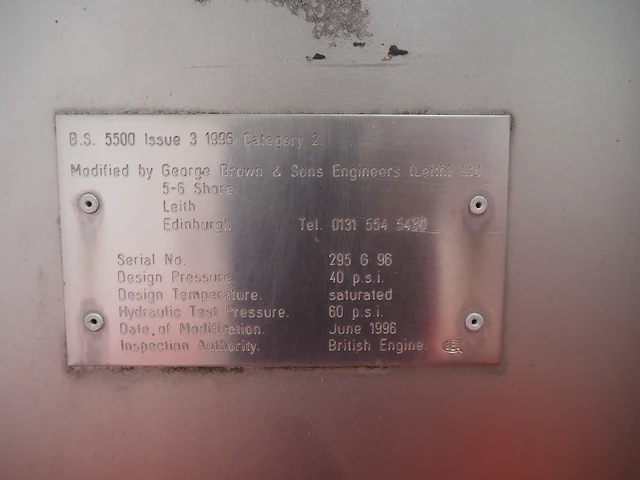 B.S. 5500 Issue 3 1996 Category 2.
Modified by George Brown & Sons Engineers (Leith) Ltd
5-6 Shore
Leith
Edinburgh Tel. 0131 554
Serial No. 295 G 96
Design Pressure. 40 p.s.i.
Design Temperature. saturated
Hydraulic Test Pressure. 60 p.s.i.
Date of Modification. June 1996
Inspection Authority. British Engine.